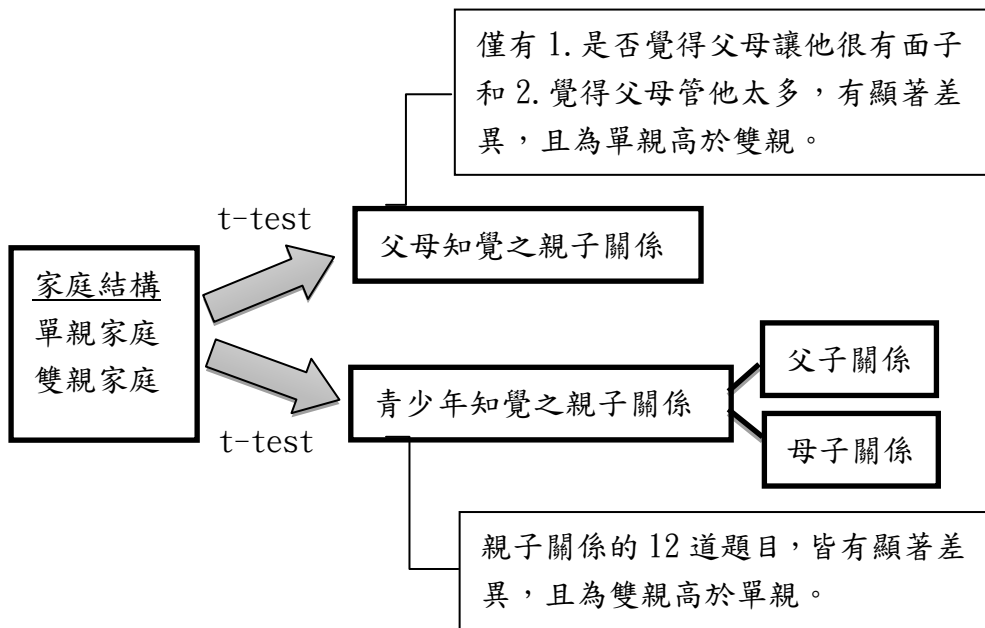 僅有 1.是否覺得父母讓他很有面子
和 2.覺得父母管他太多，有顯著差
異，且為單親高於雙親。
t-test
父母知覺之親子關係
家庭結構
單親家庭
雙親家庭
t-test
青少年知覺之親子關係
父子關係
母子關係
親子關係的 12 道題目，皆有顯著差
異，且為雙親高於單親。